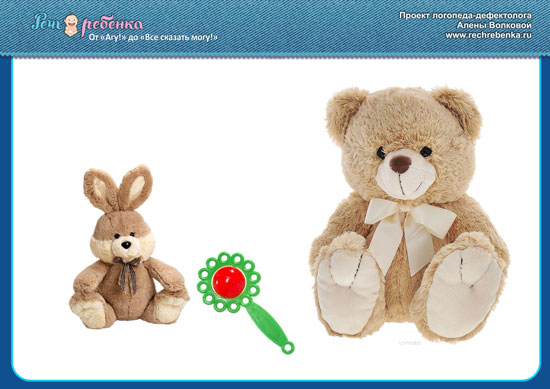 Речь ребенка
От «Агу!» до «Все сказать могу!»
Проект логопеда-дефектолога
Алены Волковой
www.rechrebenka.ru